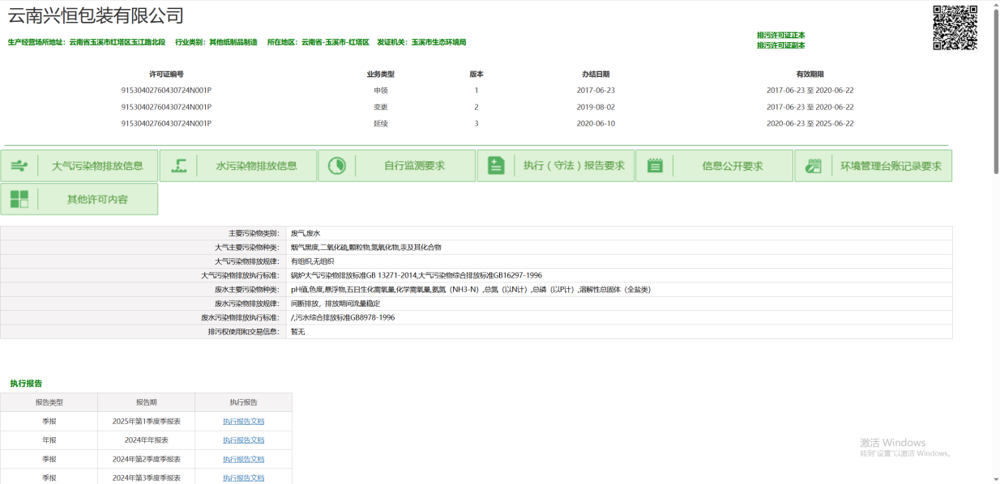 云南兴恒包装有限公司
生产经营场所地址：云南省玉溪市红塔区玉江路北段 行业类别：其他纸制品制造 所在地区：云南省-玉溪市-红塔区 发证机关：玉溪市生态环境局
排污许可证正本
排污许可证副本
许可证编号 业务类型 版本 办结日期 有效期限
91530402760430724N001P 申领 1 2017-06-23 2017-06-23 至 2020-06-22
91530402760430724N001P 变更 2 2019-08-02 2017-06-23 至 2020-06-22
91530402760430724N001P 延续 3 2020-06-10 2020-06-23 至 2025-06-22
大气污染物排放信息 水污染物排放信息 自行监测要求 执行（守法）报告要求 信息公开要求 环境管理台账记录要求
其他许可内容
主要污染物类别： 废气,废水
大气主要污染物种类： 烟气黑度,二氧化硫,颗粒物,氮氧化物,汞及其化合物
大气污染物排放规律： 有组织,无组织
大气污染物排放执行标准： 锅炉大气污染物排放标准GB 13271-2014,大气污染物综合排放标准GB16297-1996
废水主要污染物种类： pH值,色度,悬浮物,五日生化需氧量,化学需氧量,氨氮（NH3-N）,总氮（以N计）,总磷（以P计）,溶解性总固体（全盐类）
废水污染物排放规律： 间断排放，排放期间流量稳定
废水污染物排放执行标准： /,污水综合排放标准GB8978-1996
排污权使用和交易信息： 暂无
执行报告
报告类型 报告期 执行报告
季报 2025年第1季度季报表 执行报告文档
年报 2024年年报表 执行报告文档
季报 2024年第2季度季报表 执行报告文档
季报 2024年第3季度季报表 执行报告文档
激活 Windows
转到"设置"以激活 Windows。